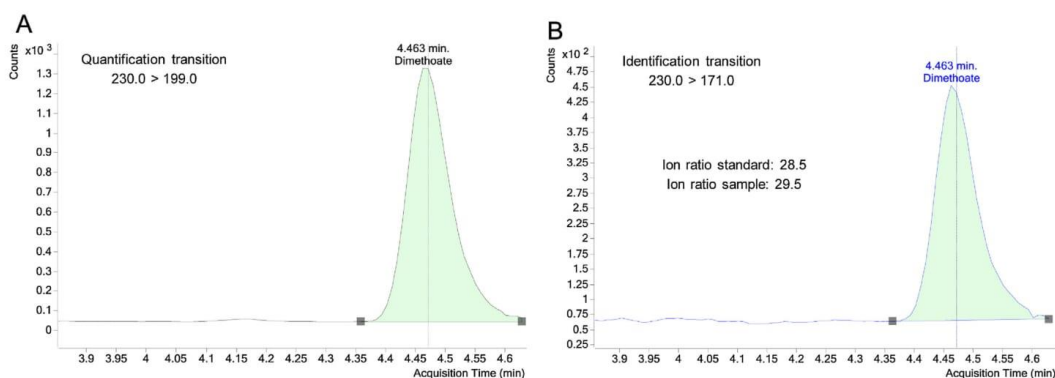 A
x10 3
Counts
Quantification transition
230.0 > 199.0
4.463 min.
Dimethoate
1.3
1.2
1.1
1
0.9
0.8
0.7
0.6
0.5
0.4
0.3
0.2
0.1
0
3.9 3.95 4 4.05 4.1 4.15 4.2 4.25 4.3 4.35 4.4 4.45 4.5 4.55 4.6
Acquisition Time (min)
B
x10 2
Counts
Identification transition
230.0 > 171.0
4.463 min.
Dimethoate
Ion ratio standard: 28.5
Ion ratio sample: 29.5
4.75
4.5
4.25
4
3.75
3.5
3.25
3
2.75
2.5
2.25
2
1.75
1.5
1.25
1
0.75
0.5
0.25
3.9 3.95 4 4.05 4.1 4.15 4.2 4.25 4.3 4.35 4.4 4.45 4.5 4.55 4.6
Acquisition Time (min)